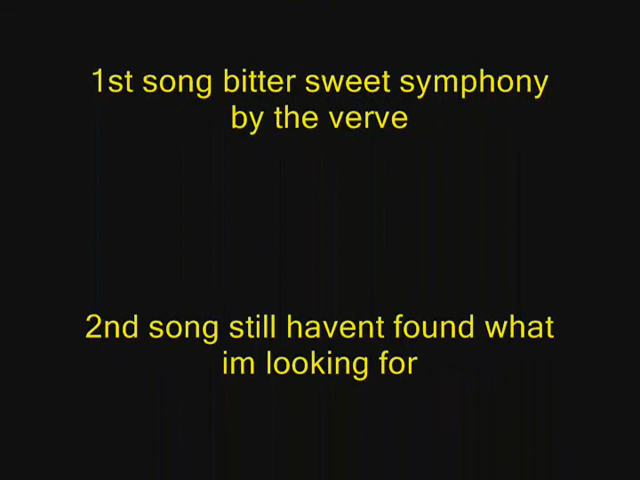 1st song bitter sweet symphony
by the verve
2nd song still havent found what
im looking for